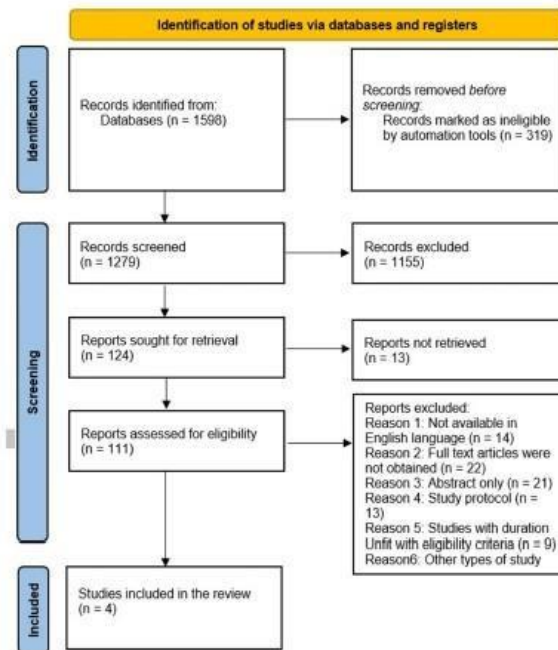 Identification of studies via databases and registers
Identification
Records identified from:
Databases (n = 1598)
Records removed before
screening:
Records marked as ineligible
by automation tools (n = 319)
Screening
Records screened
(n = 1279)
Records excluded
(n = 1155)
Reports sought for retrieval
(n = 124)
Reports not retrieved
(n = 13)
Reports assessed for eligibility
(n = 111)
Reports excluded:
Reason 1: Not available in
English language (n = 14)
Reason 2: Full text articles were
not obtained (n = 22)
Reason 3: Abstract only (n = 21)
Reason 4: Study protocol (n =
13)
Reason 5: Studies with duration
Unfit with eligibility criteria (n = 9)
Reason6: Other types of study
Included
Studies included in the review
(n = 4)